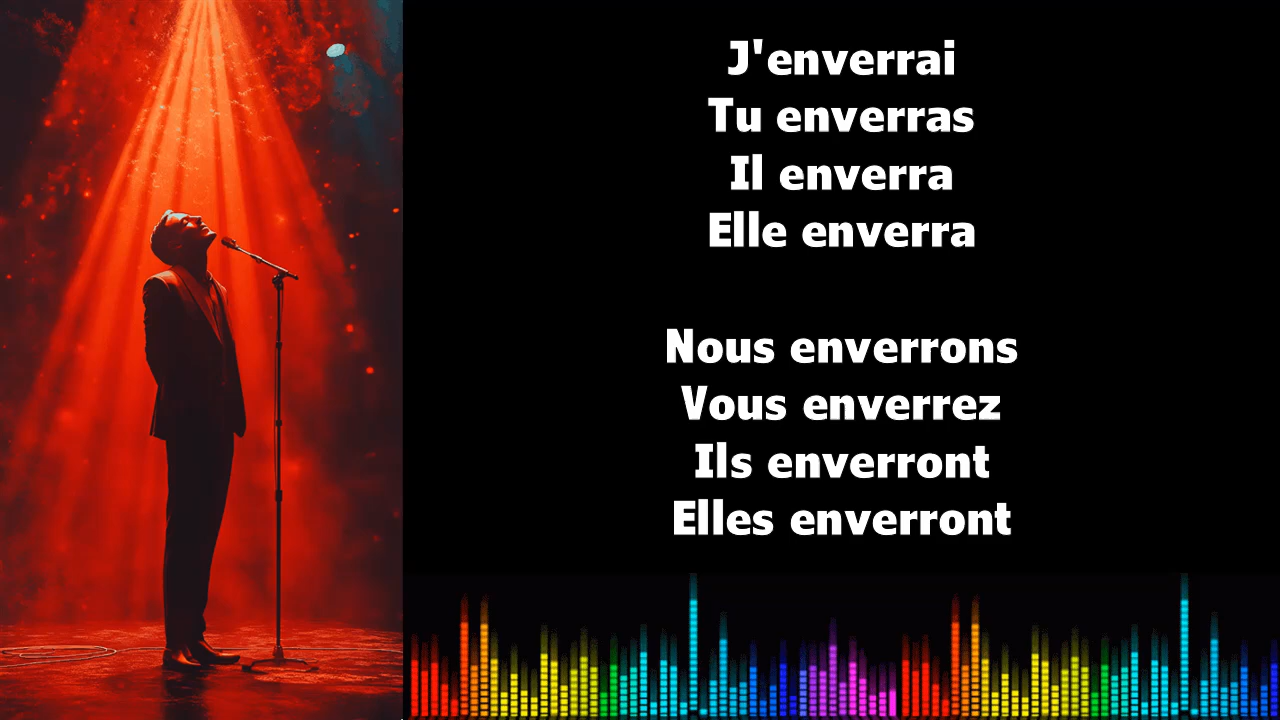 J'enverrai
Tu enverras
Il enverra
Elle enverra
Nous enverrons
Vous enverrez
Ils enverront
Elles enverront